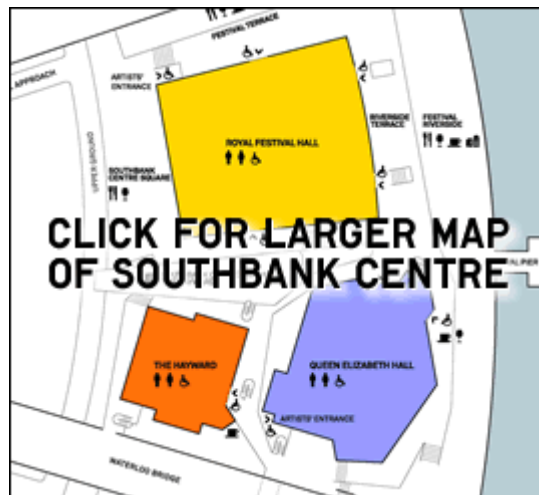 FESTIVAL TERRACE
APPROACH
ARTISTS'
ENTRANCE
UPPER GROUND
ROYAL FESTIVAL HALL
RIVERSIDE
TERRACE
FESTIVAL
RIVERSIDE
SOUTHBANK
CENTRE SQUARE
CLICK FOR LARGER MAP
OF SOUTHBANK CENTRE
THE HAYWARD
QUEEN ELIZABETH HALL
ARTISTS' ENTRANCE
WATERLOO BRIDGE